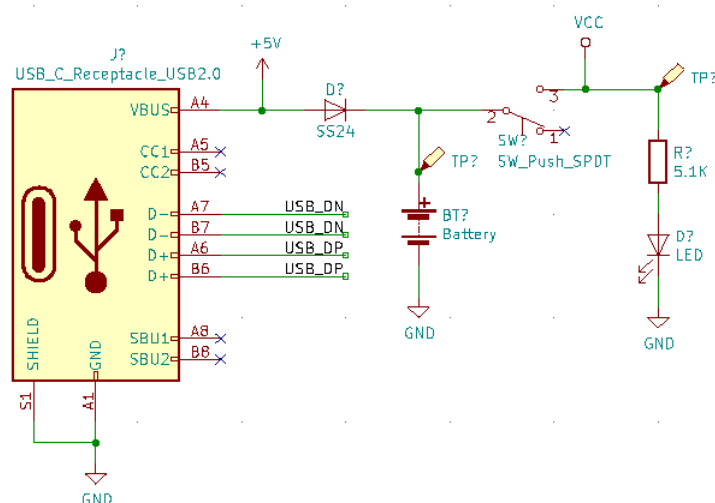 VCC
+5V
J?
USB_C_Receptacle_USB2.0
D?
SS24
3
TP?
VBUS A4
2
1
SW?
SW_Push_SPDT
CC1 A5
CC2 B5
TP?
R?
5.1K
D- A7 USB_DN
D- B7 USB_DN
D+ A6 USB_DP
D+ B6 USB_DP
+
BT?
Battery
D?
LED
GND
GND
SBU1 A8
SBU2 B8
SHIELD
GND
S1
A1
GND